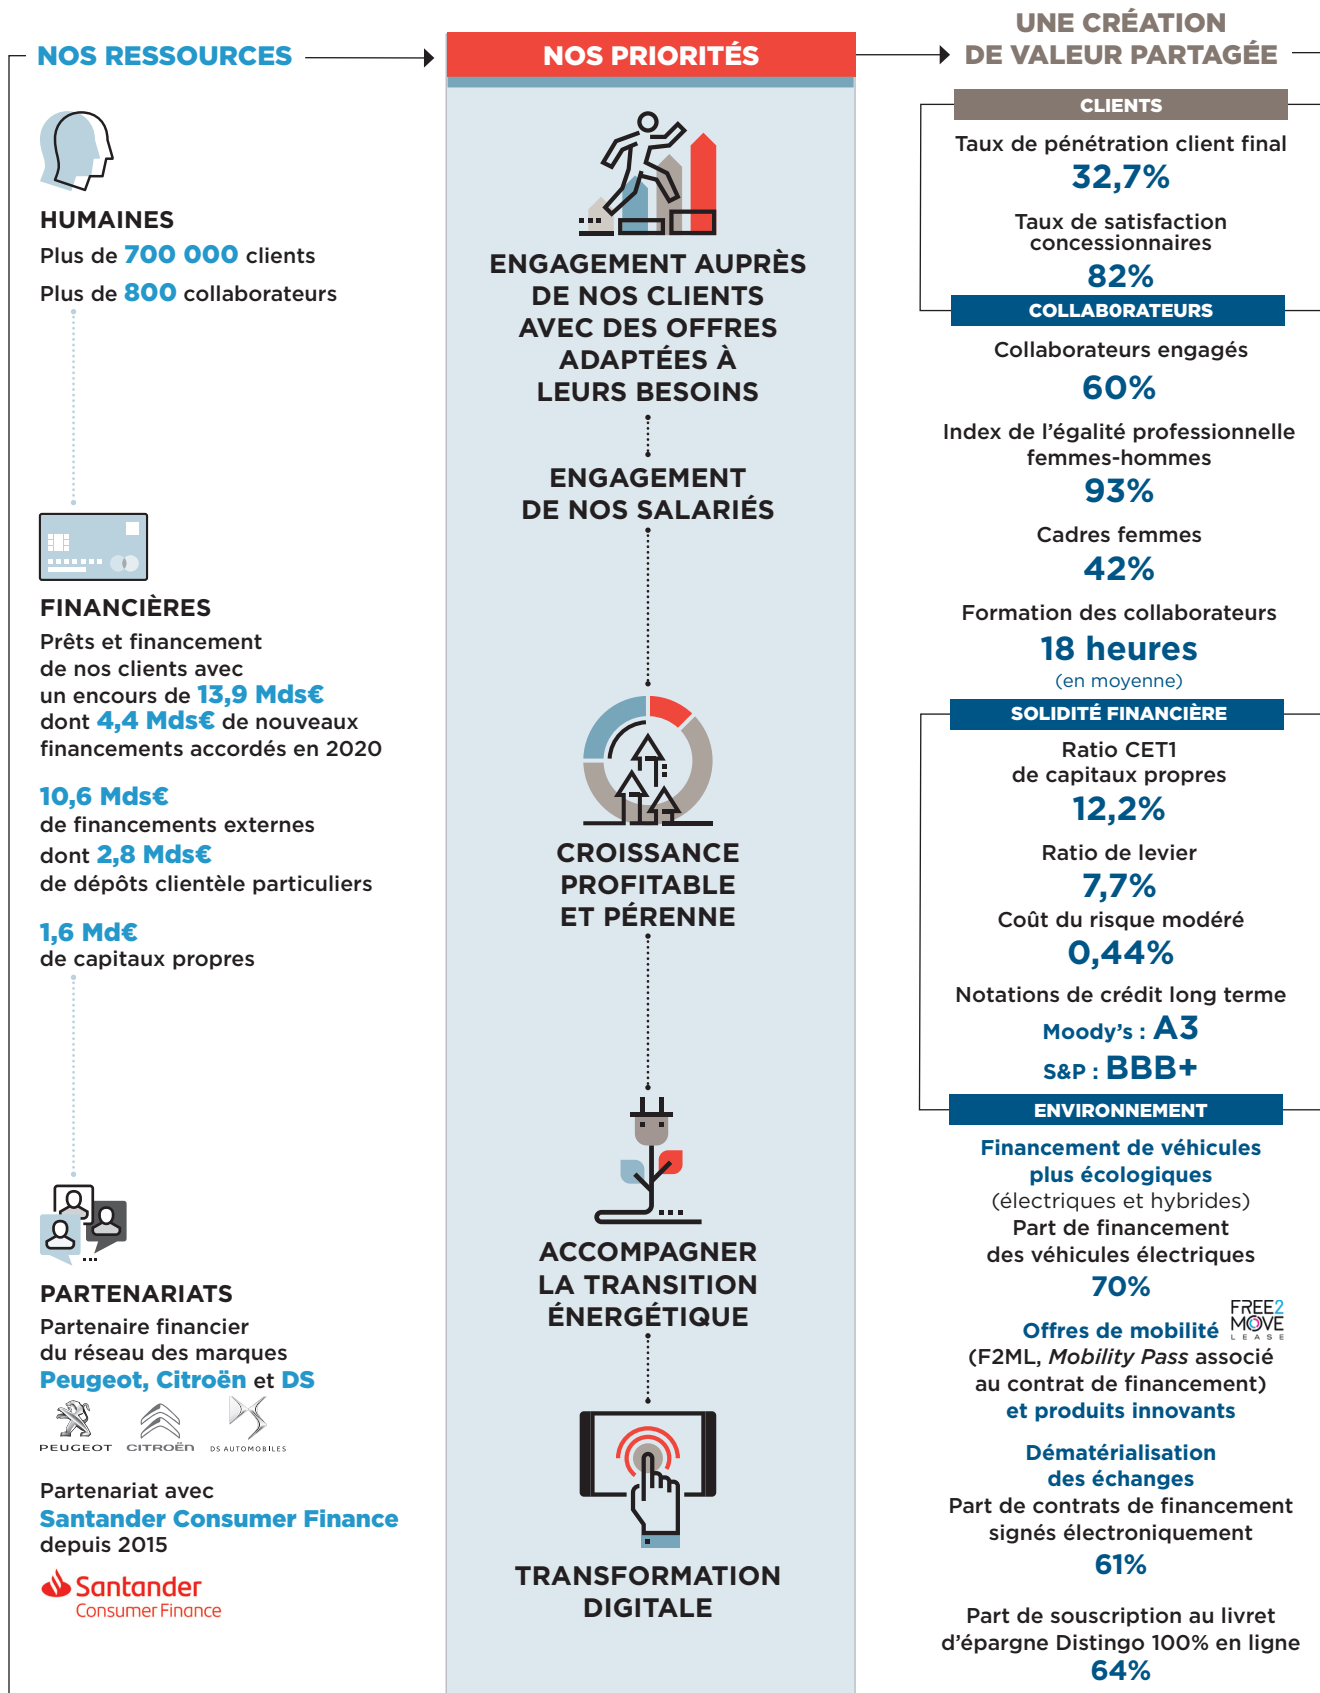 NOS RESSOURCES
HUMAINES
Plus de 700 000 clients
Plus de 800 collaborateurs
FINANCIÈRES
Prêts et financement
de nos clients avec
un encours de 13,9 Mds€
dont 4,4 Mds€ de nouveaux
financements accordés en 2020
10,6 Mds€
de financements externes
dont 2,8 Mds€
de dépôts clientèle particuliers
1,6 Md€
de capitaux propres
PARTENARIATS
Partenaire financier
du réseau des marques
Peugeot, Citroën et DS
PEUGEOT CITROËN DS AUTOMOBILES
Partenariat avec
Santander Consumer Finance
depuis 2015
Santander
Consumer Finance
NOS PRIORITÉS
ENGAGEMENT AUPRÈS
DE NOS CLIENTS
AVEC DES OFFRES
ADAPTÉES À
LEURS BESOINS
ENGAGEMENT
DE NOS SALARIÉS
CROISSANCE
PROFITABLE
ET PÉRENNE
ACCOMPAGNER
LA TRANSITION
ÉNERGÉTIQUE
TRANSFORMATION
DIGITALE
UNE CRÉATION
DE VALEUR PARTAGÉE
CLIENTS
Taux de pénétration client final
32,7%
Taux de satisfaction
concessionnaires
82%
COLLAB0RATEURS
Collaborateurs engagés
60%
Index de l'égalité professionnelle
femmes-hommes
93%
Cadres femmes
42%
Formation des collaborateurs
18 heures
(en moyenne)
SOLIDITÉ FINANCIÈRE
Ratio CET1
de capitaux propres
12,2%
Ratio de levier
7,7%
Coût du risque modéré
0,44%
Notations de crédit long terme
Moody's : A3
S&P : BBB+
ENVIRONNEMENT
Financement de véhicules
plus écologiques
(électriques et hybrides)
Part de financement
des véhicules électriques
70%
FREE2
MOVE
LEASE
Offres de mobilité
(F2ML, Mobility Pass associé
au contrat de financement)
et produits innovants
Dématérialisation
des échanges
Part de contrats de financement
signés électroniquement
61%
Part de souscription au livret
d'épargne Distingo 100% en ligne
64%